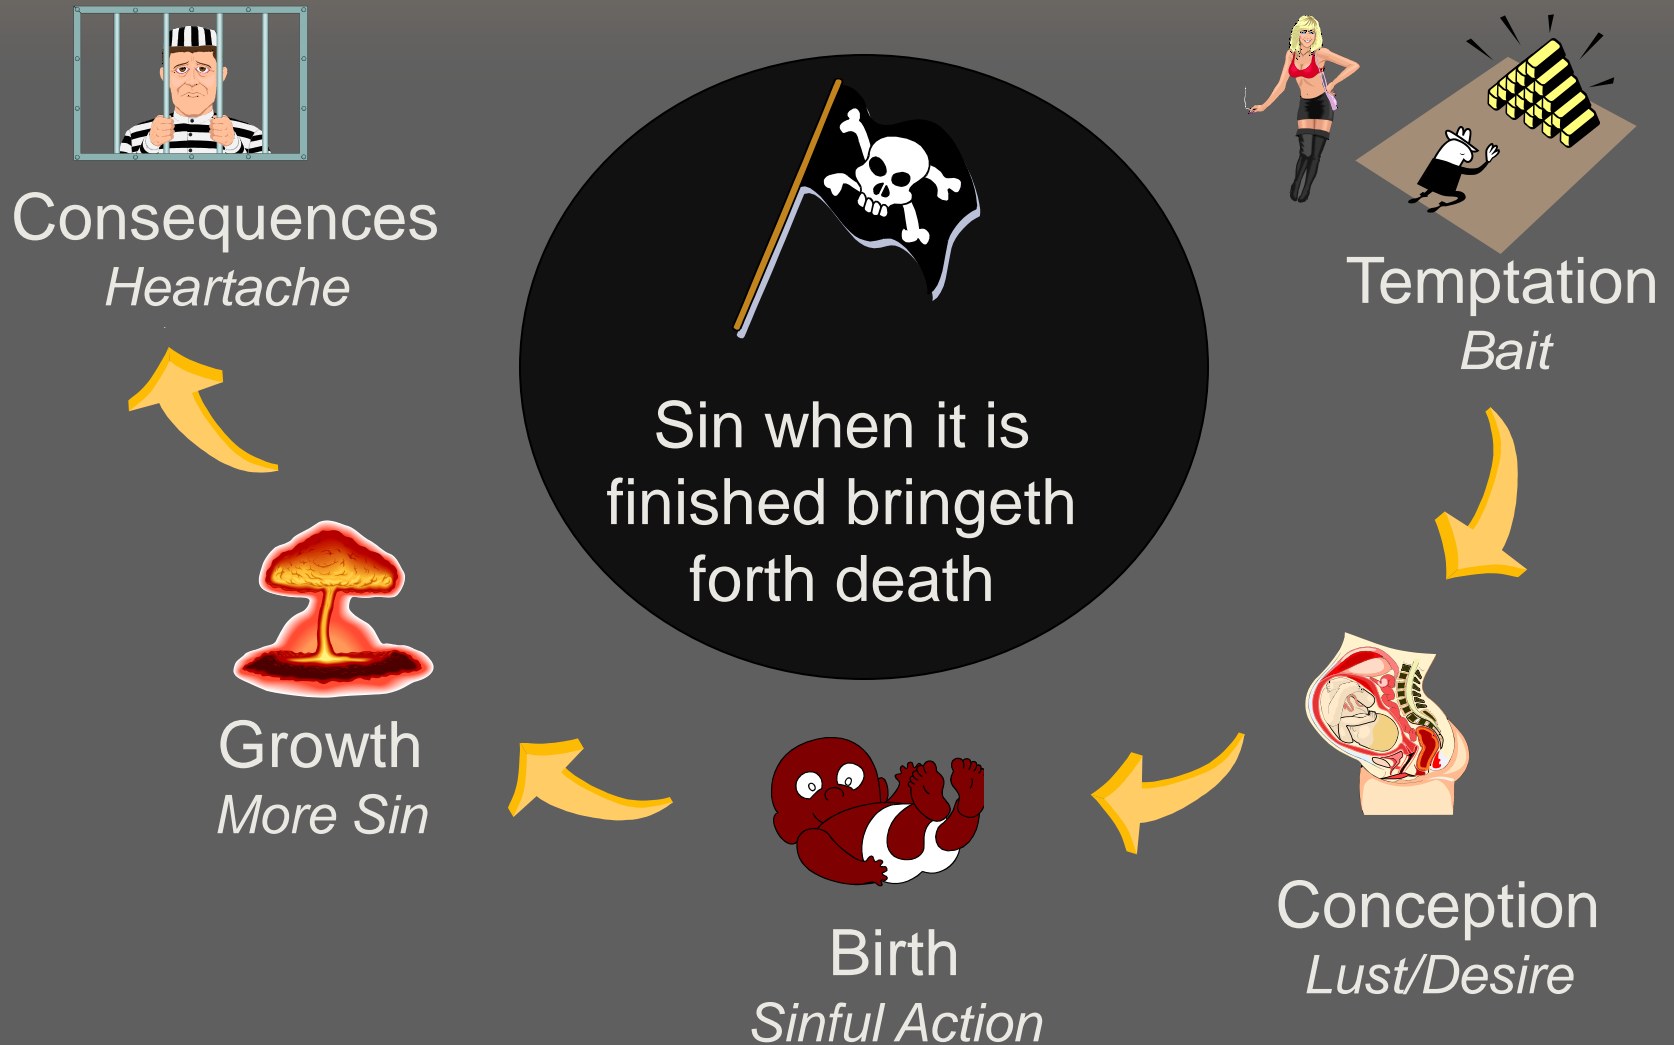 Consequences
Heartache
Temptation
Bait
Sin when it is
finished bringeth
forth death
Growth
More Sin
Conception
Lust/Desire
Birth
Sinful Action